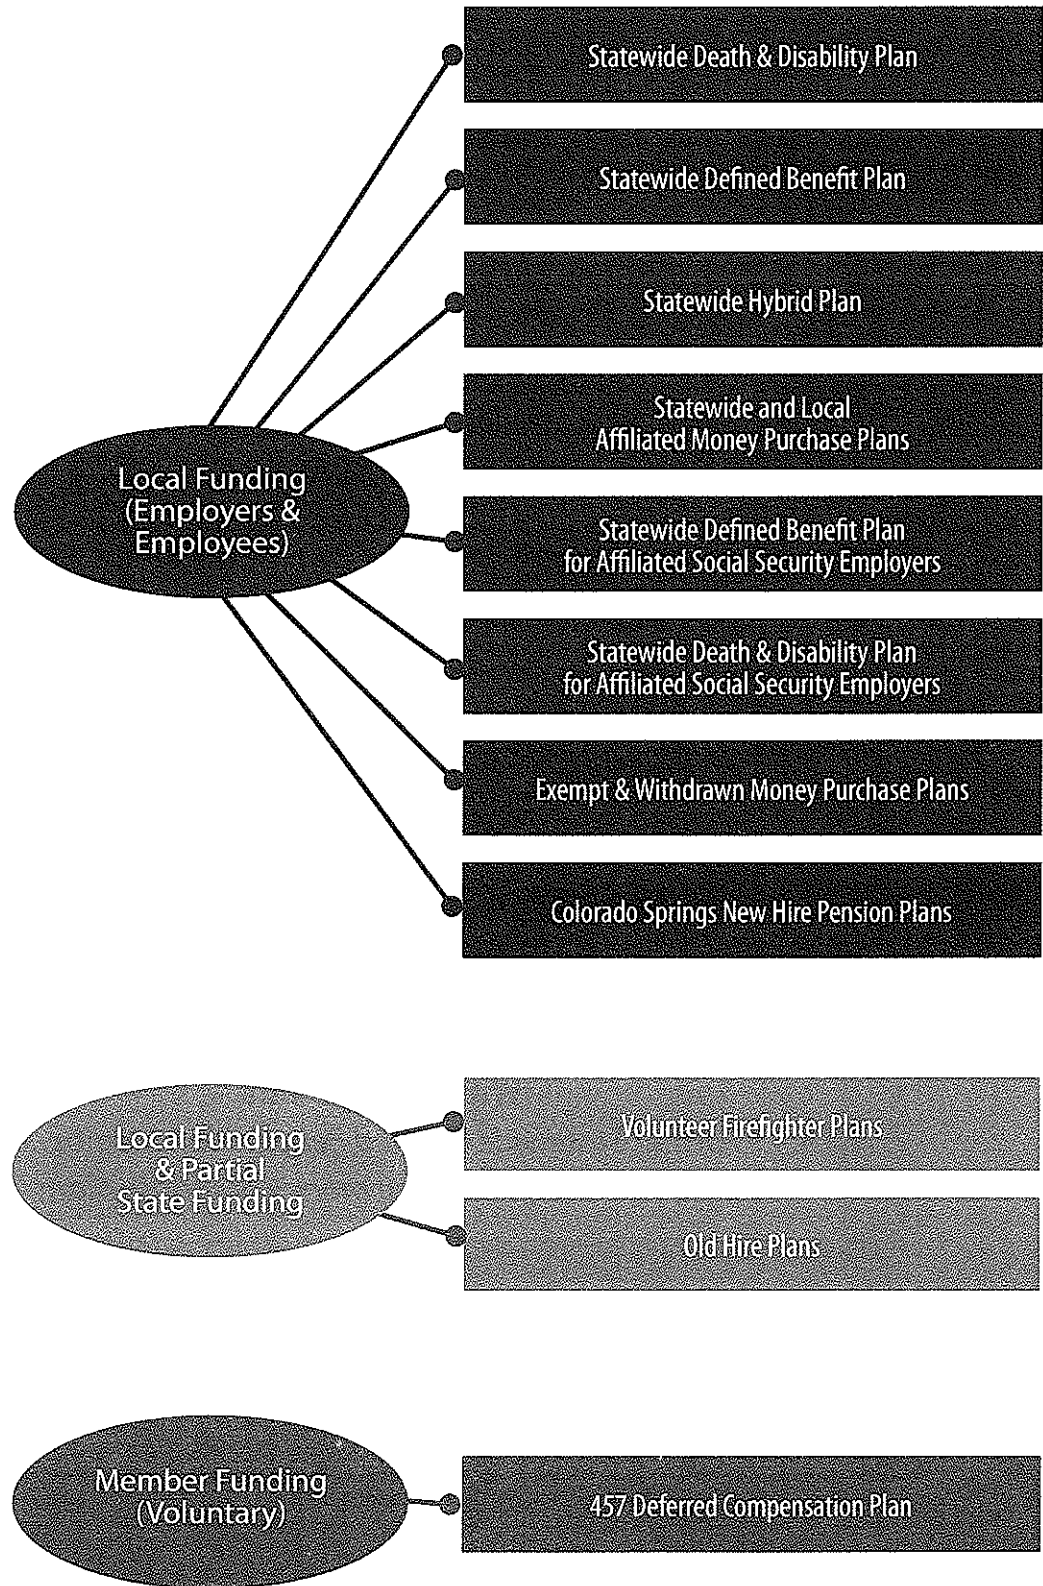 Statewide Death & Disability Plan
Statewide Defined Benefit Plan
Statewide Hybrid Plan
Statewide and Local
Affiliated Money Purchase Plans
Local Funding
(Employers &
Employees)
Statewide Defined Benefit Plan
for Affiliated Social Security Employers
Statewide Death & Disability Plan
for Affiliated Social Security Employers
Exempt & Withdrawn Money Purchase Plans
Colorado Springs New Hire Pension Plans
Local Funding
& Partial
State Funding
Volunteer Firefighter Plans
Old Hire Plans
Member Funding
(Voluntary)
457 Deferred Compensation Plan